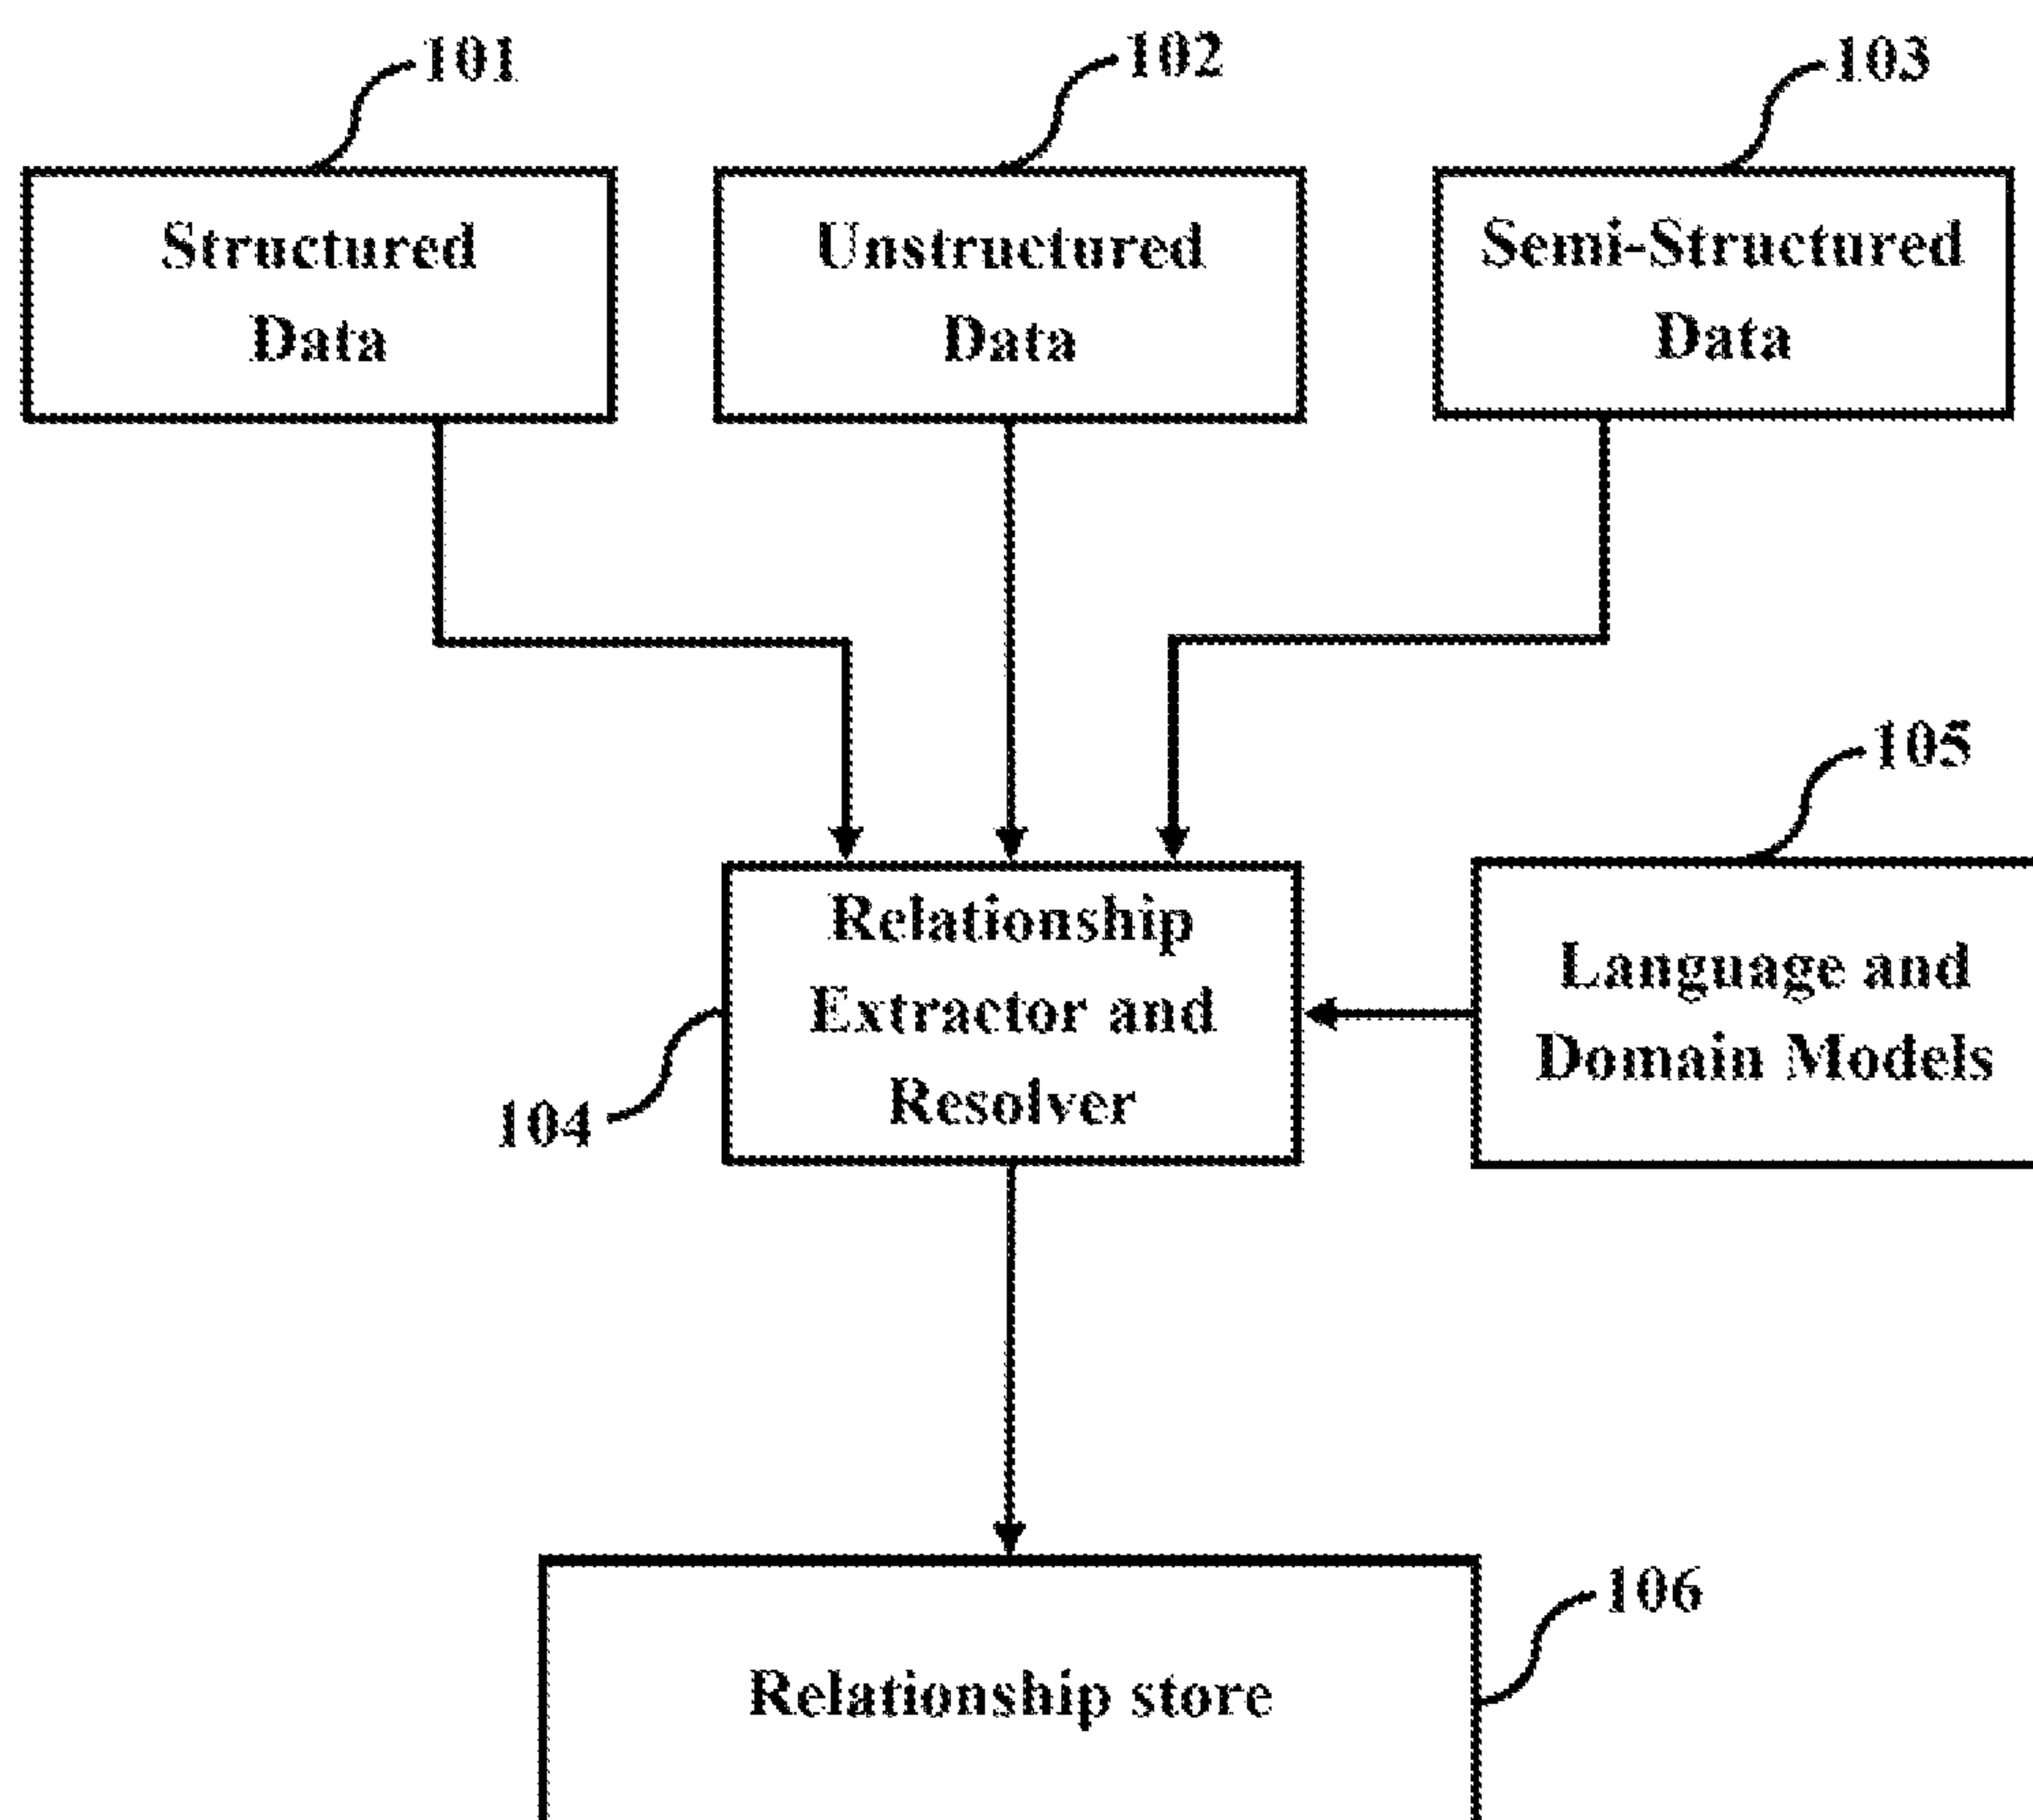 101
102
103
Structured
Data
Unstructured
Data
Semi-Structured
Data
105
Relationship
Extractor and
Resolver
Language and
Domain Models
104
106
Relationship store